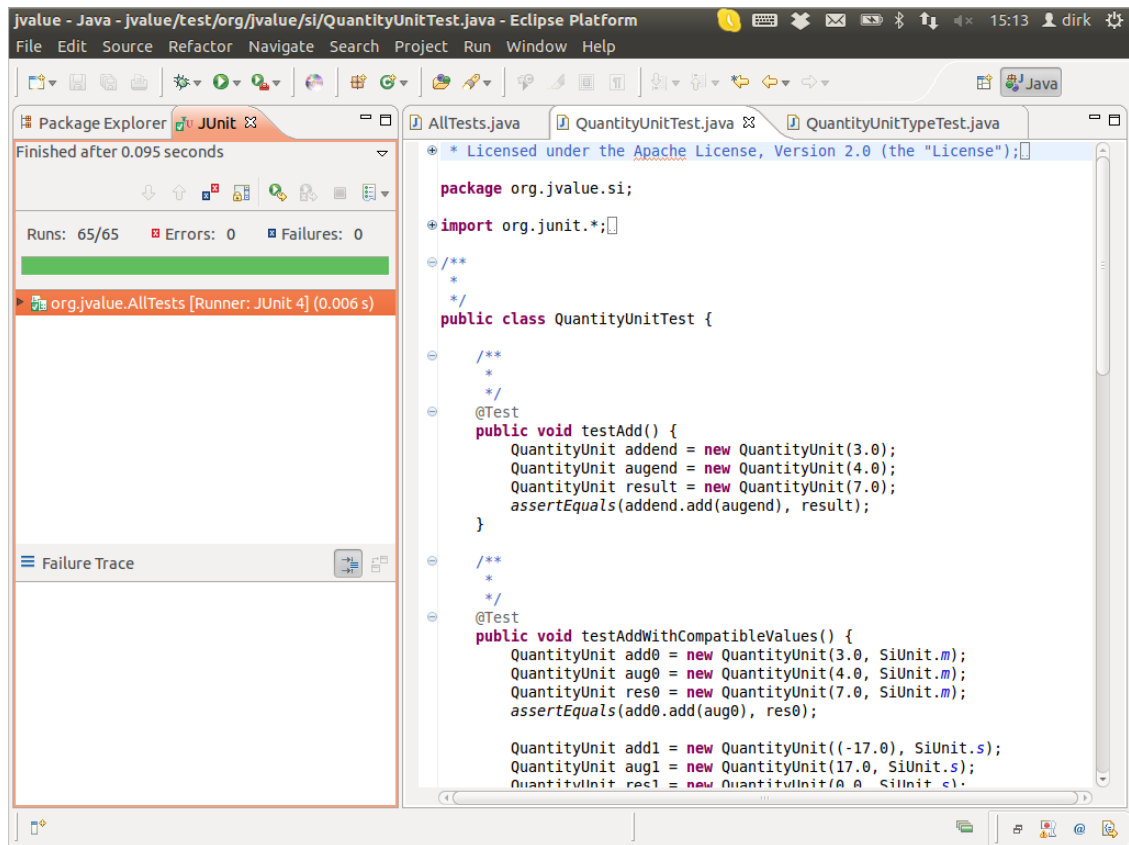 jvalue - Java - jvalue/test/org/jvalue/si/QuantityUnitTest.java - Eclipse Platform
15:13 dirk
File Edit Source Refactor Navigate Search Project Run Window Help
Java
Package Explorer
JUnit
AllTests.java
QuantityUnitTest.java
QuantityUnitTypeTest.java
Finished after 0.095 seconds
Runs: 65/65 Errors: 0 Failures: 0
org.jvalue.AllTests [Runner: JUnit 4] (0.006 s)
Failure Trace
* Licensed under the Apache License, Version 2.0 (the "License");
package org.jvalue.si;
import org.junit.*;
/**
*
*/
public class QuantityUnitTest {
/**
*
*/
@Test
public void testAdd() {
QuantityUnit addend = new QuantityUnit(3.0);
QuantityUnit augend = new QuantityUnit(4.0);
QuantityUnit result = new QuantityUnit(7.0);
assertEquals(addend.add(augend), result);
}
/**
*
*/
@Test
public void testAddWithCompatibleValues() {
QuantityUnit add0 = new QuantityUnit(3.0, SiUnit.m);
QuantityUnit aug0 = new QuantityUnit(4.0, SiUnit.m);
QuantityUnit res0 = new QuantityUnit(7.0, SiUnit.m);
assertEquals(add0.add(aug0), res0);
QuantityUnit add1 = new QuantityUnit((-17.0), SiUnit.s);
QuantityUnit aug1 = new QuantityUnit(17.0, SiUnit.s);
QuantityUnit res1 = new QuantityUnit(0.0, SiUnit.s);